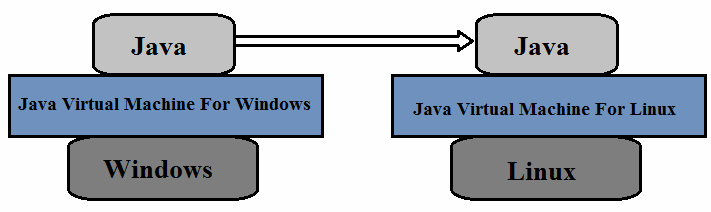 Java
Java
Java Virtual Machine For Windows
Java Virtual Machine For Linux
Windows
Linux